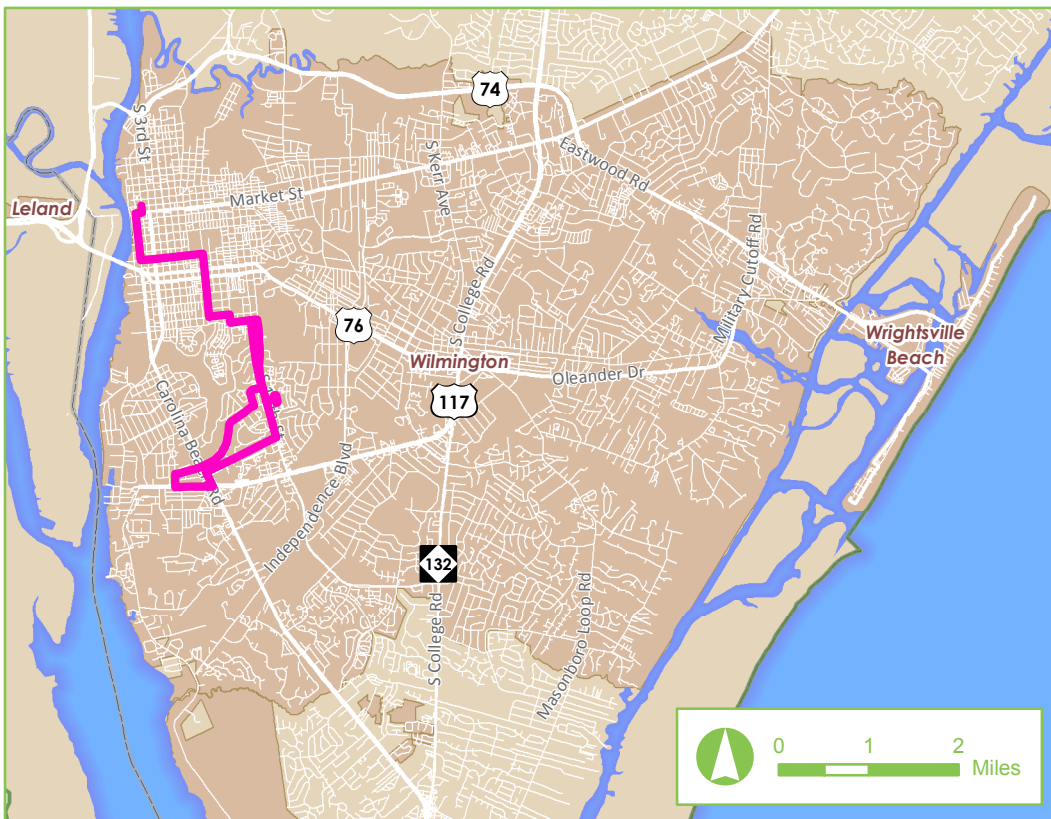 74
S 3rd St
S Kerr Ave
Eastwood Rd
Market St
Leland
Military Cutoff Rd
S College Rd
76
Wrightsville
Beach
Wilmington
Oleander Dr
117
Carolina Beach Rd
St
Independence Blvd
132
S College Rd
Masonboro Loop Rd
0 1 2
Miles